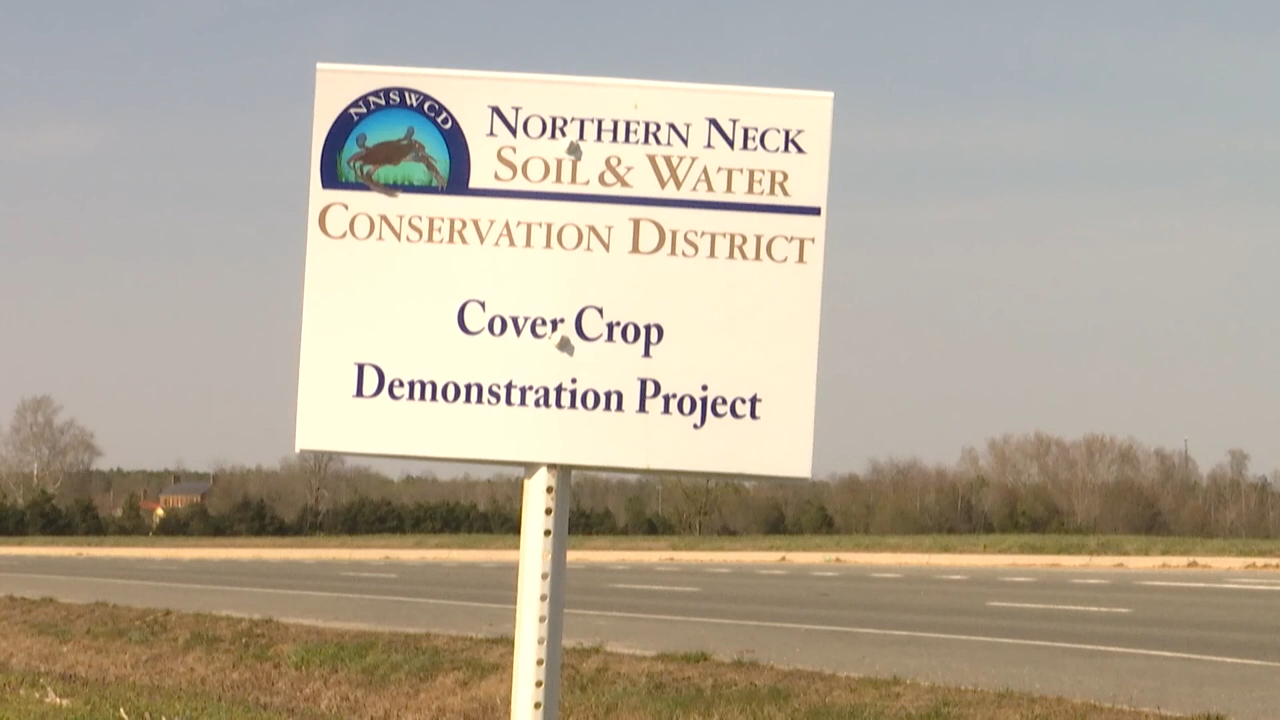 NNSWCD
NORTHERN NECK
SOIL & WATER
CONSERVATION DISTRICT
Cover Crop
Demonstration Project